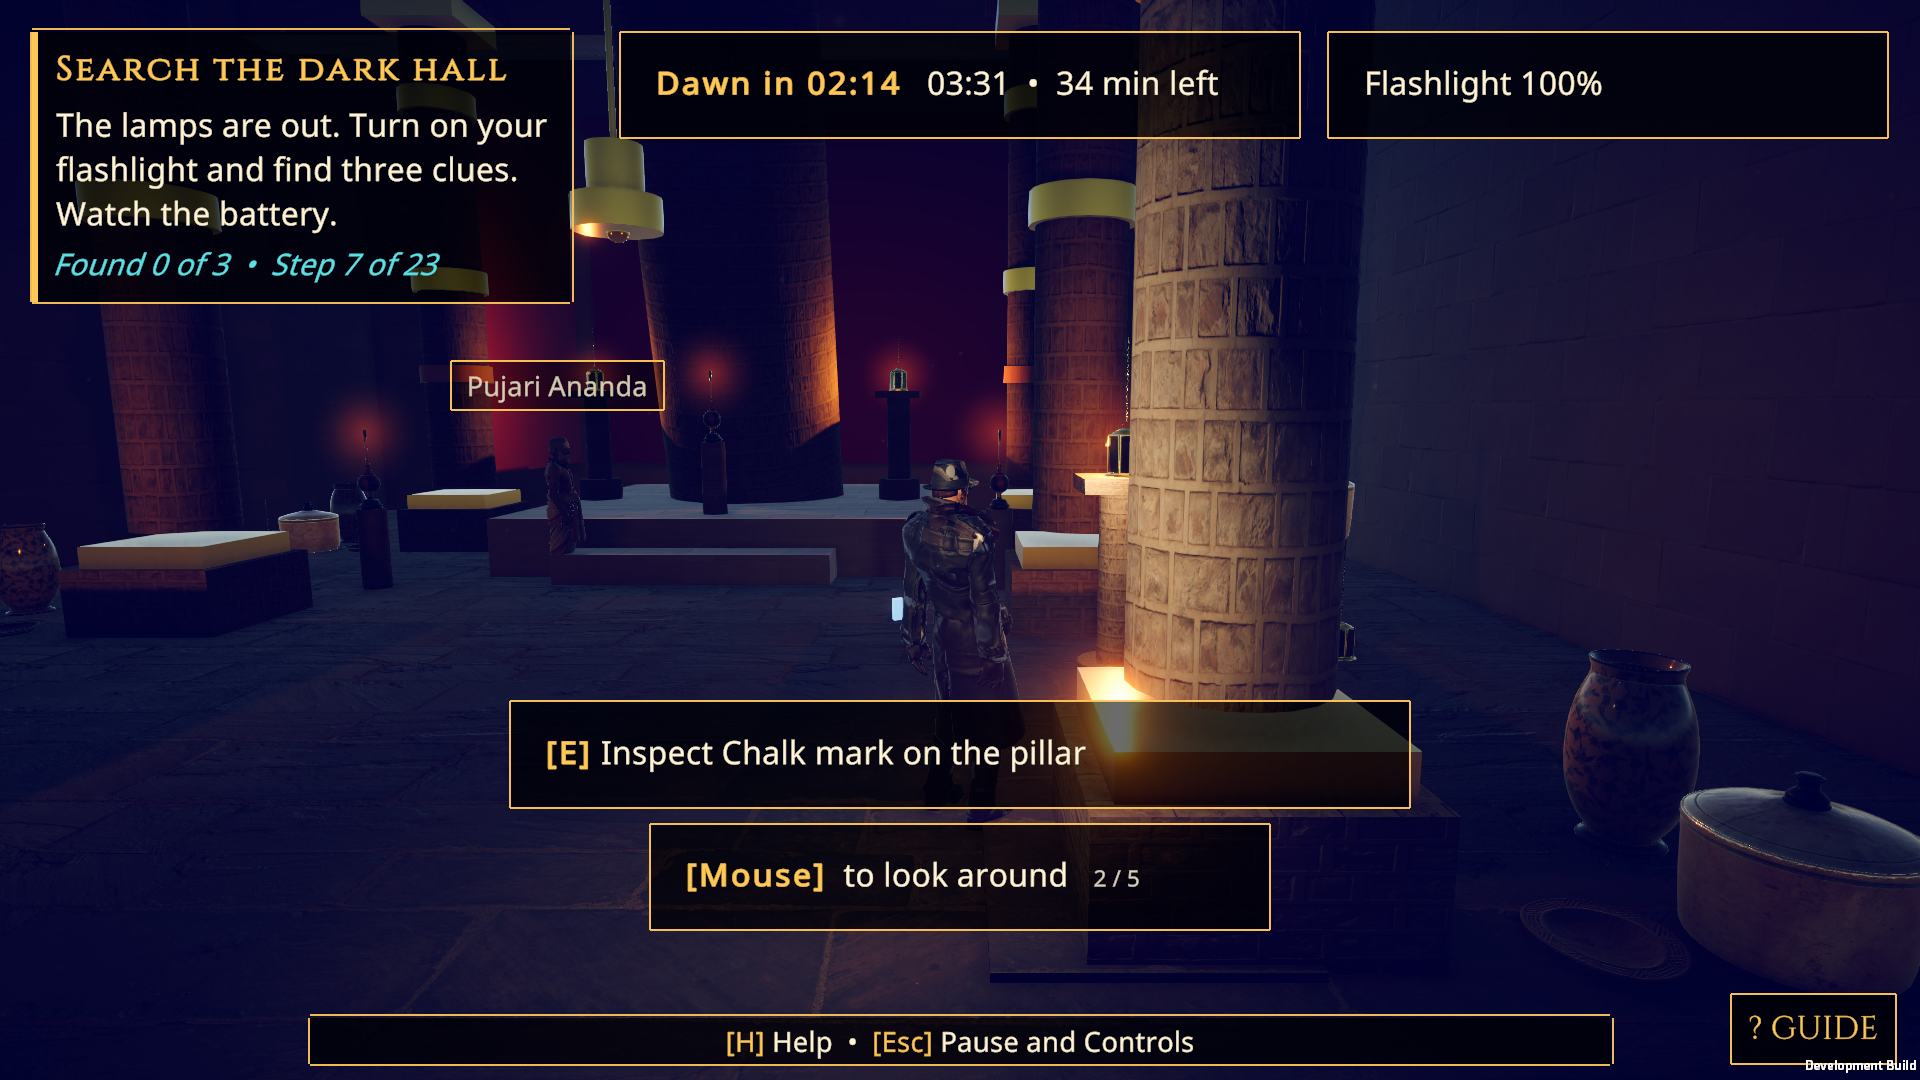 SEARCH THE DARK HALL
The lamps are out. Turn on your
flashlight and find three clues.
Watch the battery.
Found 0 of 3 • Step 7 of 23
Dawn in 02:14 03:31 • 34 min left
Flashlight 100%
Pujari Ananda
[E] Inspect Chalk mark on the pillar
[Mouse] to look around 2 / 5
[H] Help • [Esc] Pause and Controls
? GUIDE
Development Build